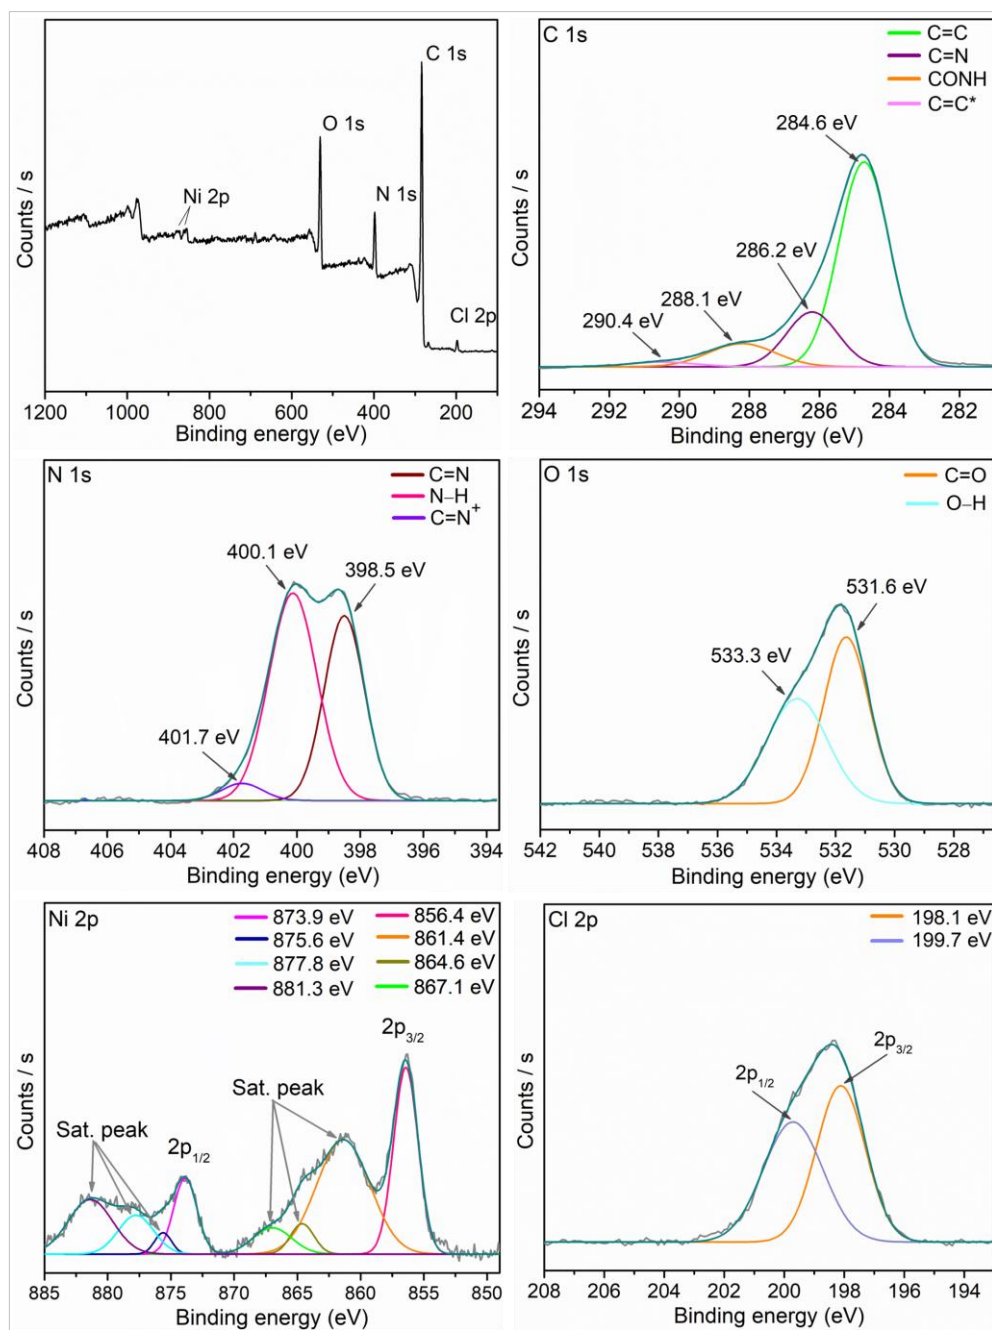 C 1s
O 1s
N 1s
Ni 2p
Cl 2p
Counts / s
1200 1000 800 600 400 200
Binding energy (eV)
C 1s
C=C
C=N
CONH
C=C*
284.6 eV
286.2 eV
288.1 eV
290.4 eV
Counts / s
294 292 290 288 286 284 282
Binding energy (eV)
N 1s
C=N
N–H
C=N+
400.1 eV
398.5 eV
401.7 eV
Counts / s
408 406 404 402 400 398 396 394
Binding energy (eV)
O 1s
C=O
O–H
531.6 eV
533.3 eV
Counts / s
542 540 538 536 534 532 530 528
Binding energy (eV)
Ni 2p
873.9 eV 856.4 eV
875.6 eV 861.4 eV
877.8 eV 864.6 eV
881.3 eV 867.1 eV
2p3/2
Sat. peak
Sat. peak
2p1/2
Counts / s
885 880 875 870 865 860 855 850
Binding energy (eV)
Cl 2p
198.1 eV
199.7 eV
2p3/2
2p1/2
Counts / s
208 206 204 202 200 198 196 194
Binding energy (eV)